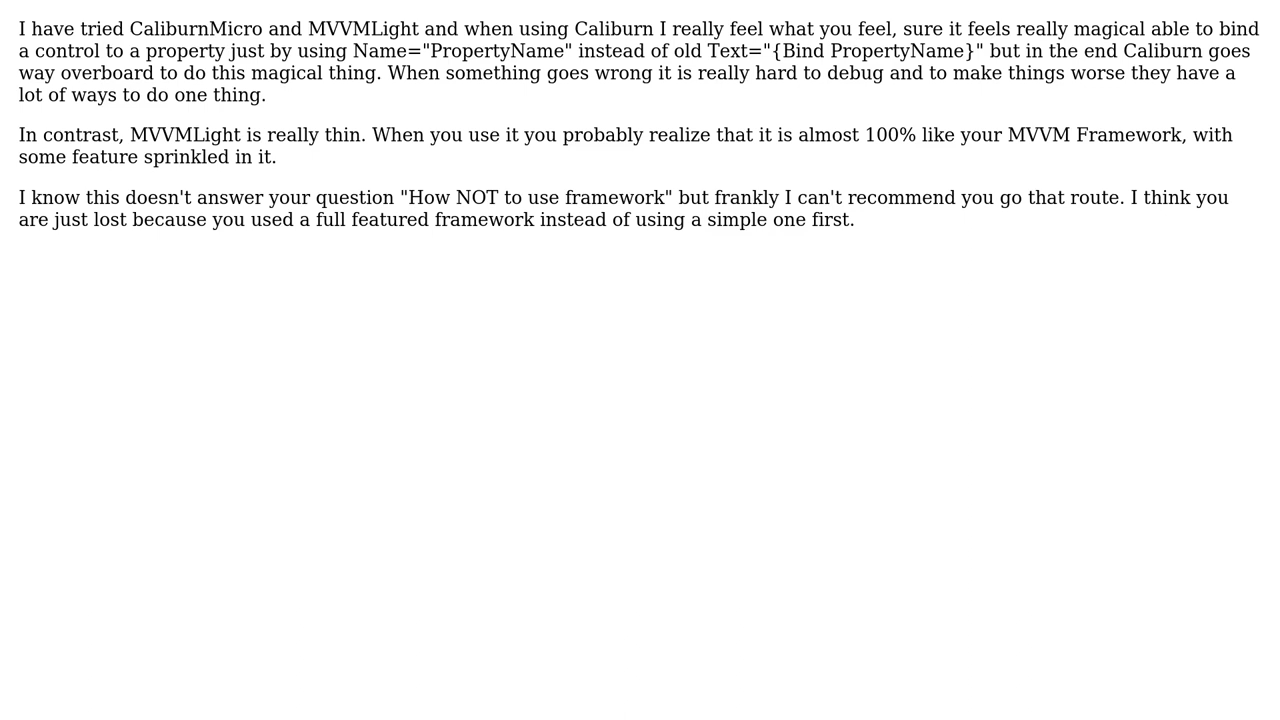 I have tried CaliburnMicro and MVVMLight and when using Caliburn I really feel what you feel, sure it feels really magical able to bind
a control to a property just by using Name="PropertyName" instead of old Text="{Bind PropertyName}" but in the end Caliburn goes
way overboard to do this magical thing. When something goes wrong it is really hard to debug and to make things worse they have a
lot of ways to do one thing.
In contrast, MVVMLight is really thin. When you use it you probably realize that it is almost 100% like your MVVM Framework, with
some feature sprinkled in it.
I know this doesn't answer your question "How NOT to use framework" but frankly I can't recommend you go that route. I think you
are just lost because you used a full featured framework instead of using a simple one first.